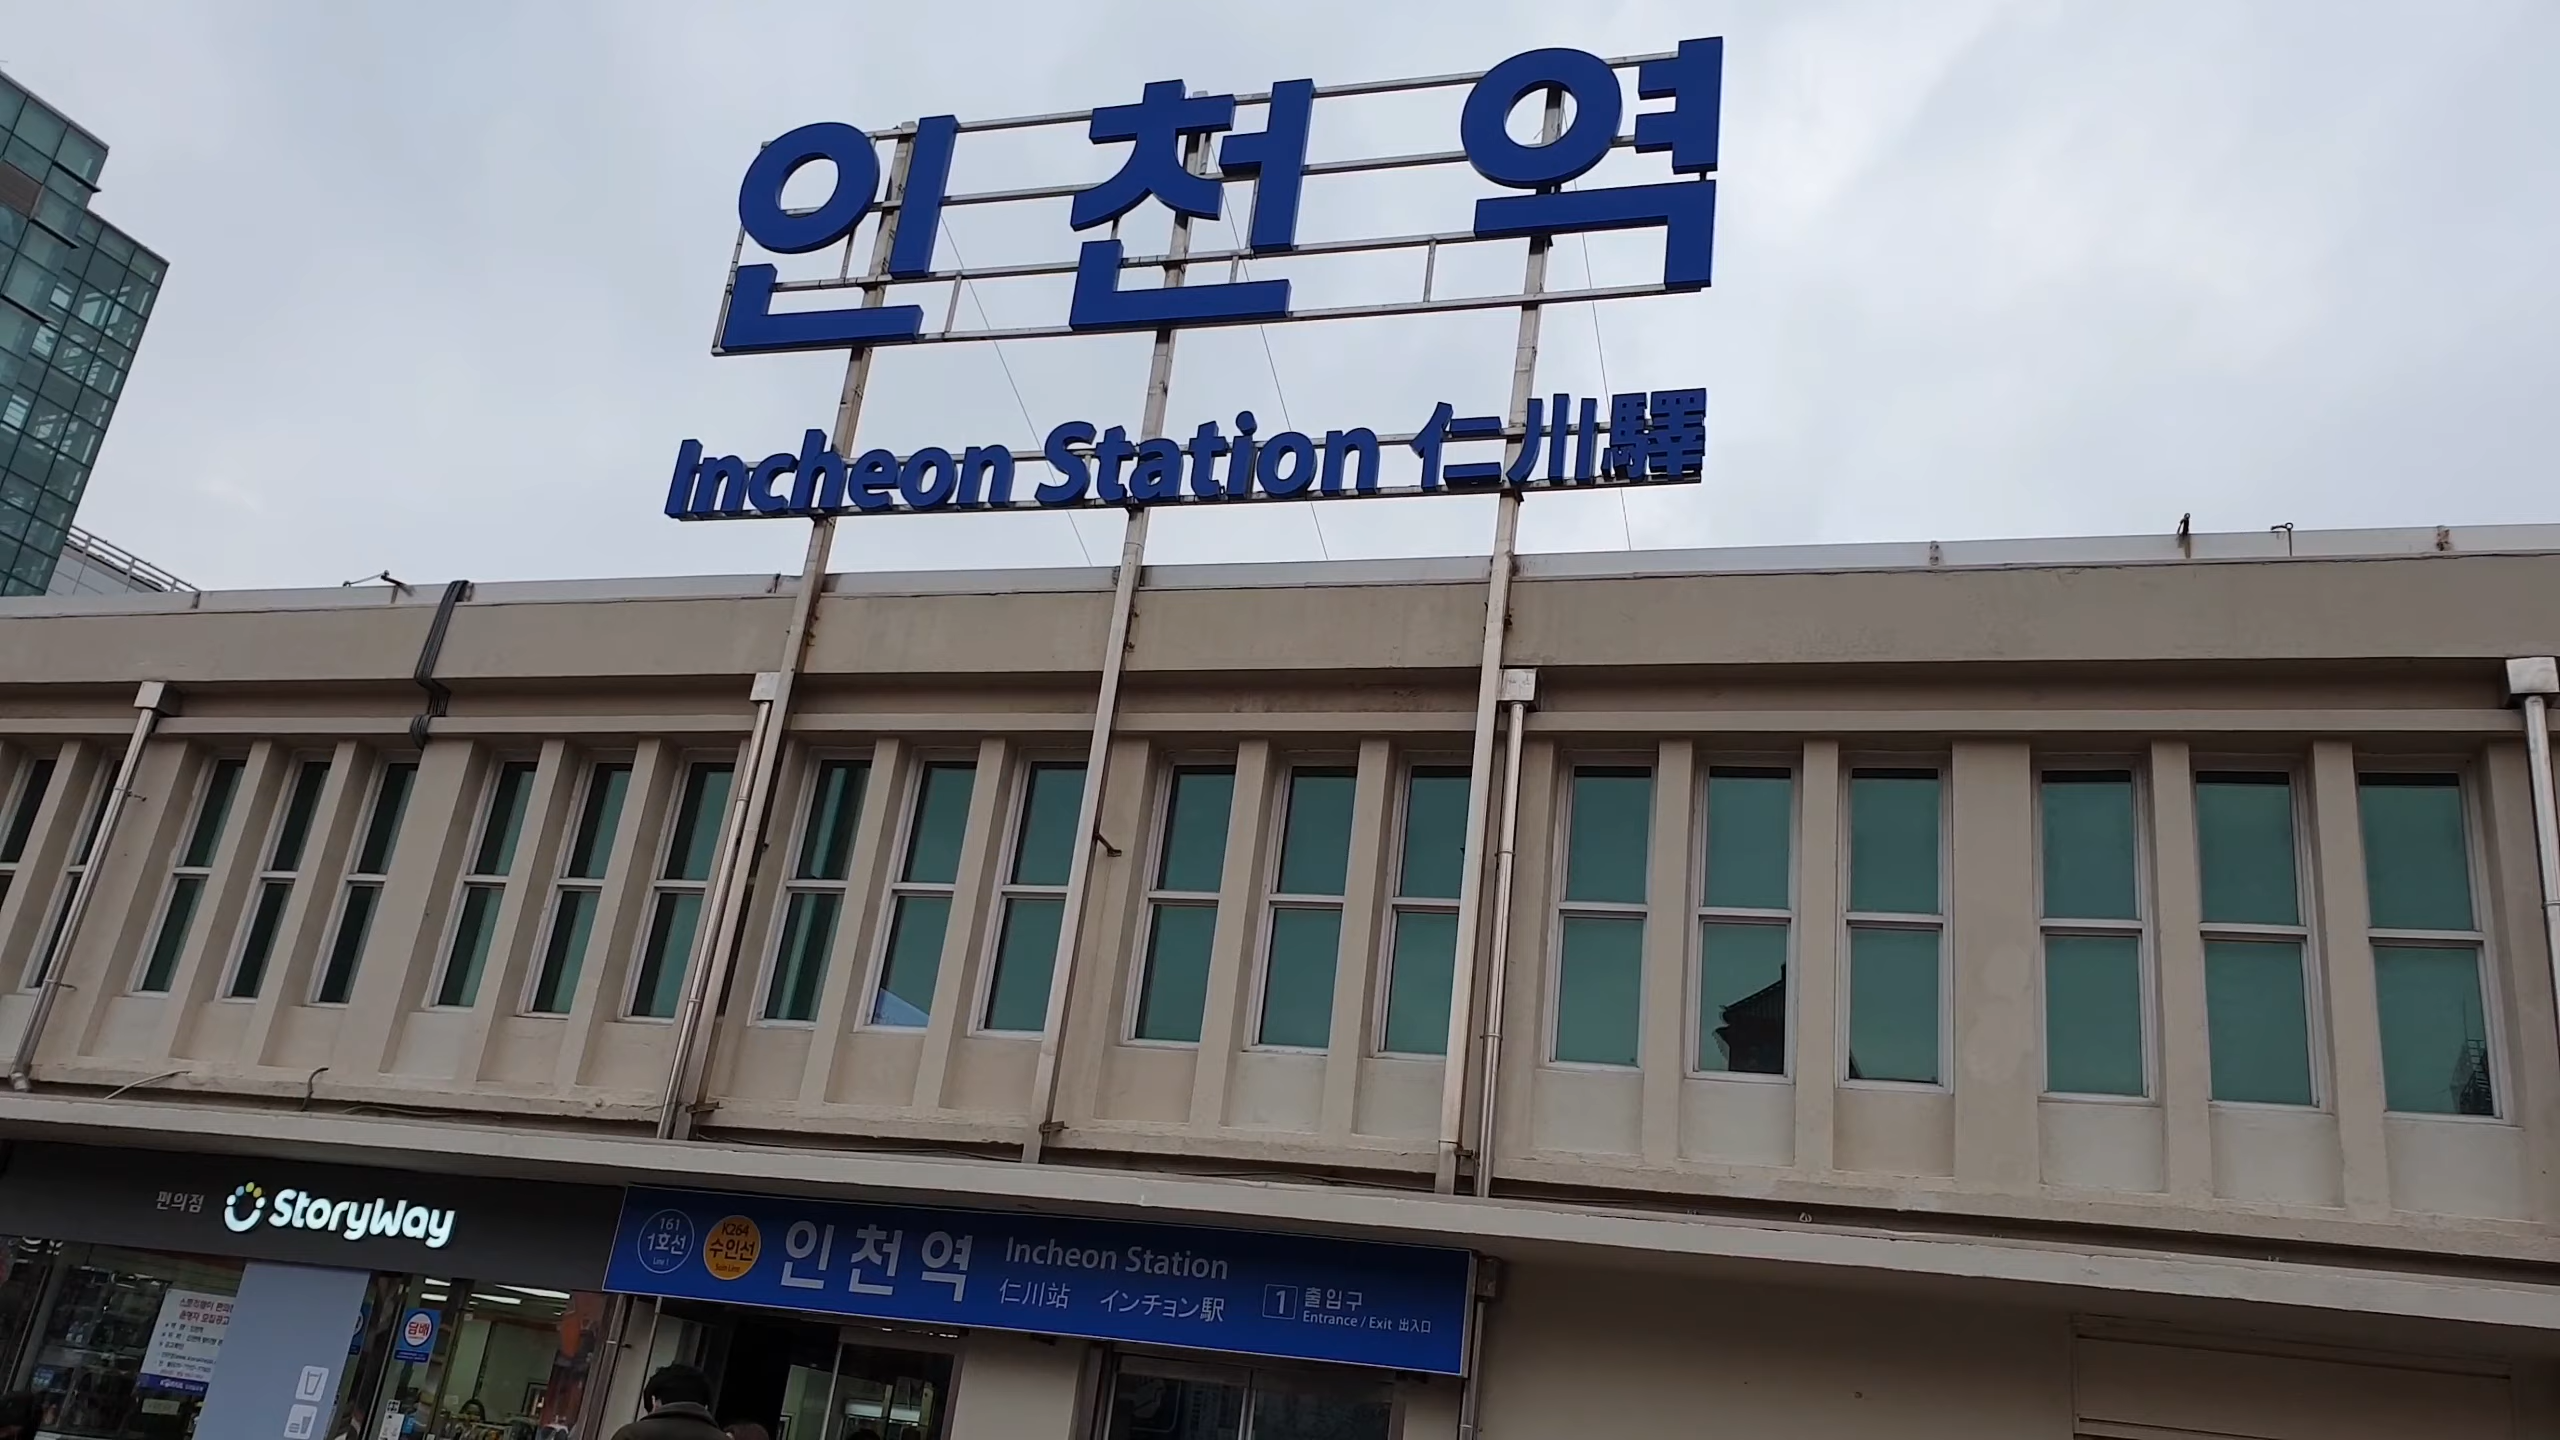 인천역
Incheon Station 仁川驛
편의점 StoryWay
161
1호선
Line 1
K264
수인선
Suin Line
인천역
Incheon Station
仁川站 インチョン駅
1 출입구
Entrance / Exit 出入口
담배